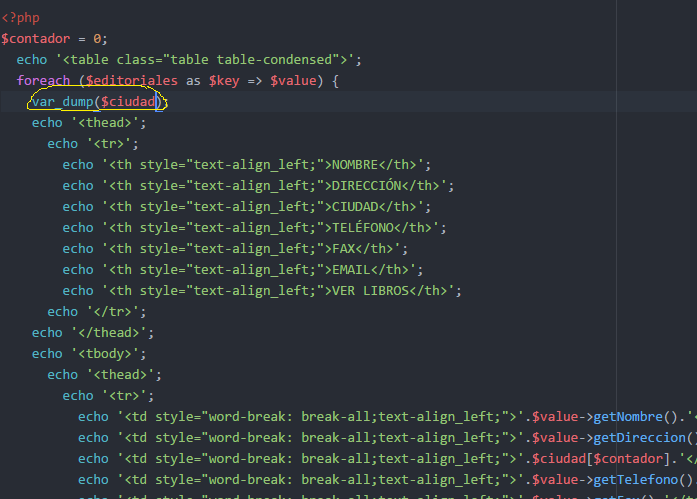 <?php
$contador = 0;
echo '<table class="table table-condensed">';
foreach ($editoriales as $key => $value) {
var_dump($ciudad);
echo '<thead>';
echo '<tr>';
echo '<th style="text-align_left;">NOMBRE</th>';
echo '<th style="text-align_left;">DIRECCIÓN</th>';
echo '<th style="text-align_left;">CIUDAD</th>';
echo '<th style="text-align_left;">TELÉFONO</th>';
echo '<th style="text-align_left;">FAX</th>';
echo '<th style="text-align_left;">EMAIL</th>';
echo '<th style="text-align_left;">VER LIBROS</th>';
echo '</tr>';
echo '</thead>';
echo '<tbody>';
echo '<thead>';
echo '<tr>';
echo '<td style="word-break: break-all;text-align_left;">'.$value->getNombre().'<
echo '<td style="word-break: break-all;text-align_left;">'.$value->getDireccion()
echo '<td style="word-break: break-all;text-align_left;">'.$ciudad[$contador].'</
echo '<td style="word-break: break-all;text-align_left;">'.$value->getTelefono()